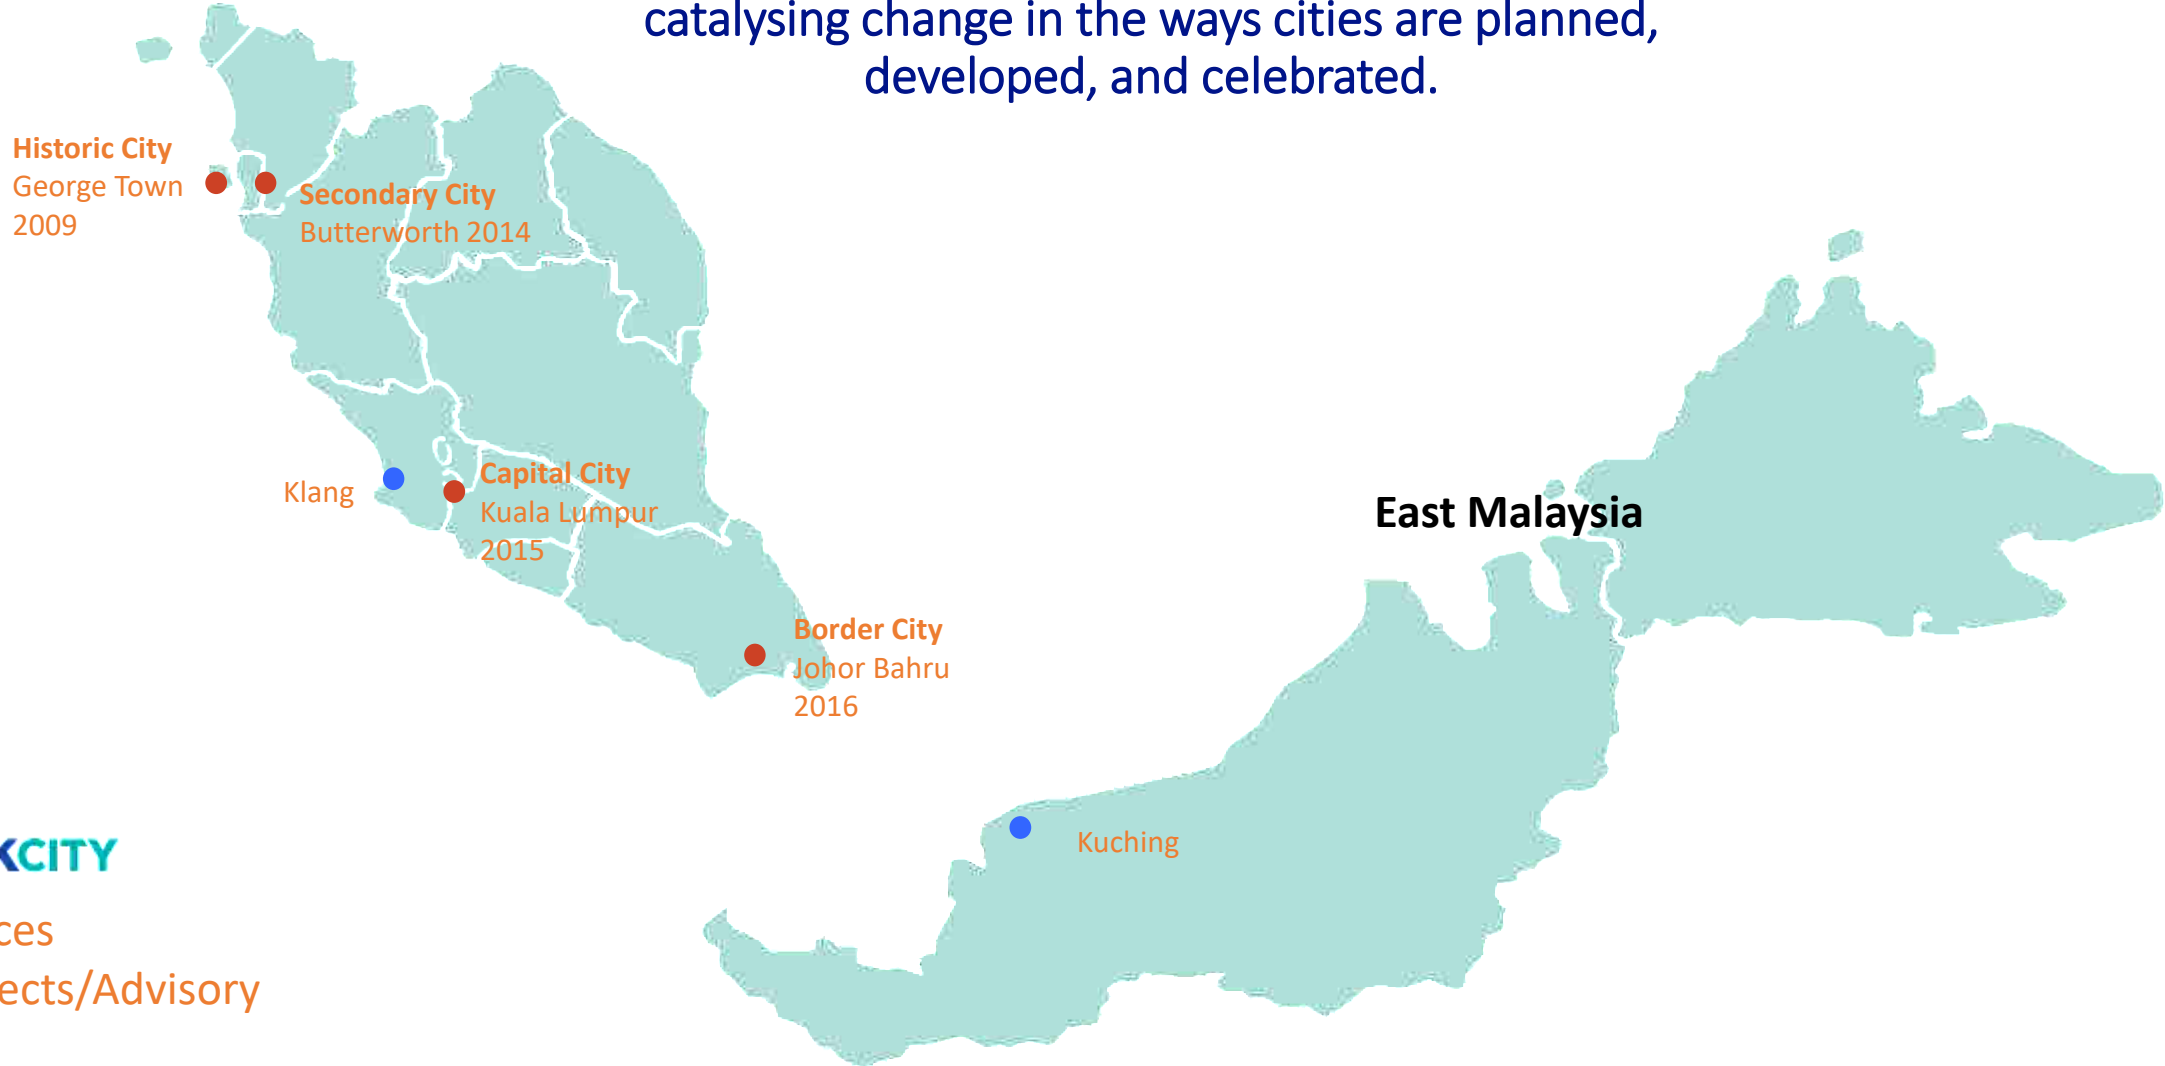 catalysing change in the ways cities are planned,
developed, and celebrated.
Historic City
George Town
2009
Secondary City
Butterworth 2014
Klang
Capital City
Kuala Lumpur
2015
East Malaysia
Border City
Johor Bahru
2016
Kuching
KCITY
ces
ects/Advisory